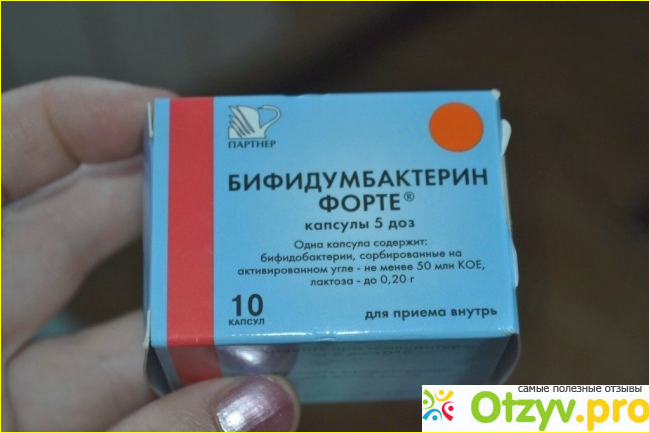 ПАРТНЕР
БИФИДУМБАКТЕРИН
ФОРТЕ®
капсулы 5 доз
Одна капсула содержит:
бифидобактерии, сорбированные на
активированном угле - не менее 50 млн КОЕ,
лактоза - до 0,20 г
10
КАПСУЛ
для приема внутрь
самые полезные отзывы
Otzyv.pro